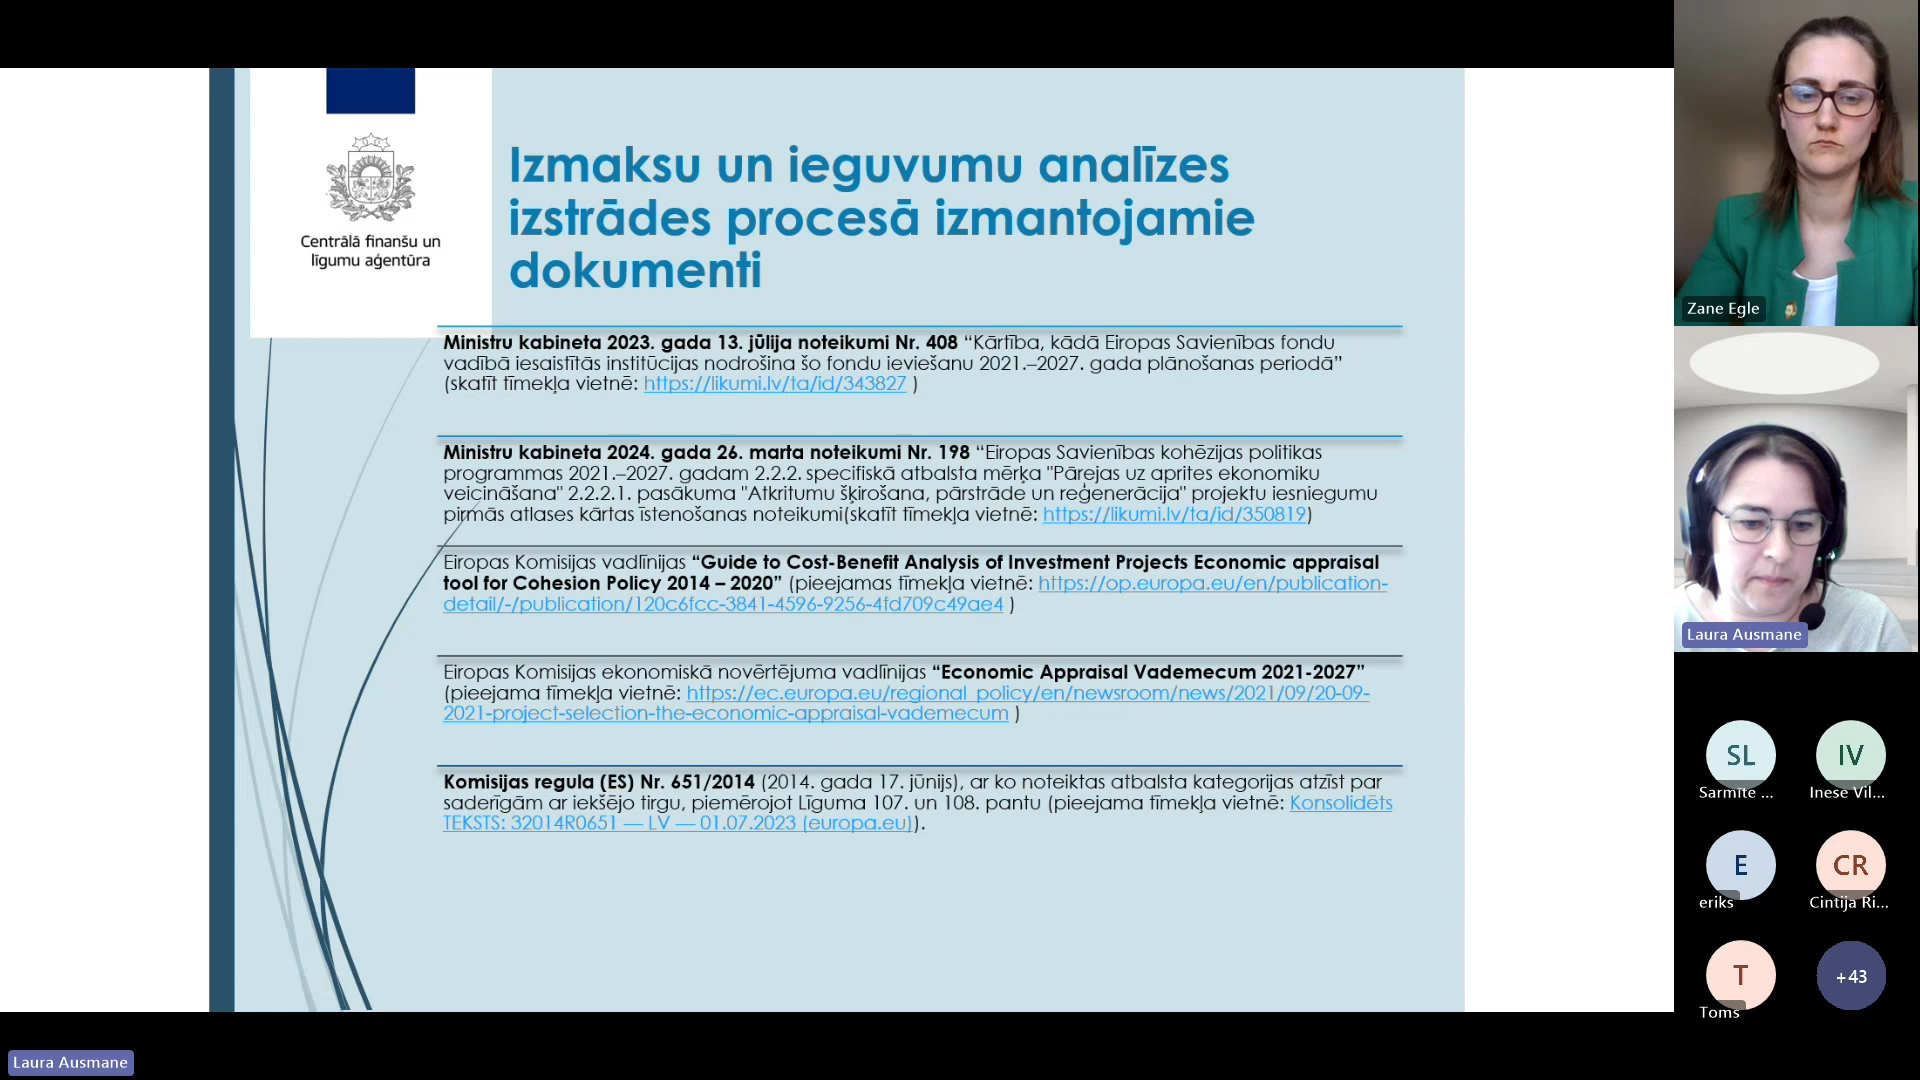 Centrālā finanšu un
līgumu aģentūra
Izmaksu un ieguvumu analīzes
izstrādes procesā izmantojamie
dokumenti
Ministru kabineta 2023. gada 13. jūlija noteikumi Nr. 408 “Kārtība, kādā Eiropas Savienības fondu
vadībā iesaistītās institūcijas nodrošina šo fondu ieviešanu 2021.–2027. gada plānošanas periodā”
(skatīt tīmekļa vietnē: https://likumi.lv/ta/id/343827 )
Ministru kabineta 2024. gada 26. marta noteikumi Nr. 198 “Eiropas Savienības kohēzijas politikas
programmas 2021.–2027. gadam 2.2.2. specifiskā atbalsta mērķa "Pārejas uz aprites ekonomiku
veicināšana" 2.2.2.1. pasākuma "Atkritumu šķirošana, pārstrāde un reģenerācija" projektu iesniegumu
pirmās atlases kārtas īstenošanas noteikumi(skatīt tīmekļa vietnē: https://likumi.lv/ta/id/350819)
Eiropas Komisijas vadlīnijas “Guide to Cost-Benefit Analysis of Investment Projects Economic appraisal
tool for Cohesion Policy 2014 – 2020” (pieejamas tīmekļa vietnē: https://op.europa.eu/en/publication-
detail/-/publication/120c6fcc-3841-4596-9256-4fd709c49ae4 )
Eiropas Komisijas ekonomiskā novērtējuma vadlīnijas “Economic Appraisal Vademecum 2021-2027”
(pieejama tīmekļa vietnē: https://ec.europa.eu/regional_policy/en/newsroom/news/2021/09/20-09-
2021-project-selection-the-economic-appraisal-vademecum )
Komisijas regula (ES) Nr. 651/2014 (2014. gada 17. jūnijs), ar ko noteiktas atbalsta kategorijas atzīst par
saderīgām ar iekšējo tirgu, piemērojot Līguma 107. un 108. pantu (pieejama tīmekļa vietnē: Konsolidēts
TEKSTS: 32014R0651 — LV — 01.07.2023 (europa.eu)).
Zane Egle
Laura Ausmane
SL
IV
Sarmīte ...
Inese Vil...
E
CR
eriks
Cintija Ri...
T
+43
Toms
Laura Ausmane